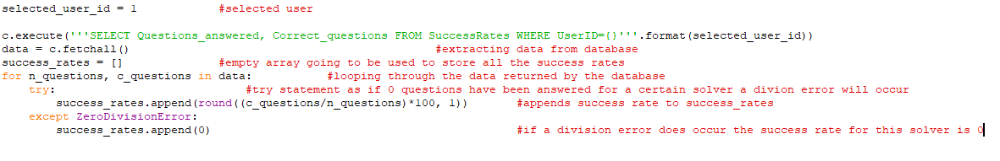 selected_user_id = 1            #selected user
c.execute('''SELECT Questions_answered, Correct_questions FROM SuccessRates WHERE UserID={}'''.format(selected_user_id))
data = c.fetchall()                                             #extracting data from database
success_rates = []              #empty array going to be used to store all the success rates
for n_questions, c_questions in data:           #looping through the data returned by the database
    try:                            #try statement as if 0 questions have been answered for a certain solver a divion error will occur
        success_rates.append(round((c_questions/n_questions)*100, 1))       #appends success rate to success_rates
    except ZeroDivisionError:
        success_rates.append(0)                                             #if a division error does occur the success rate for this solver is 0